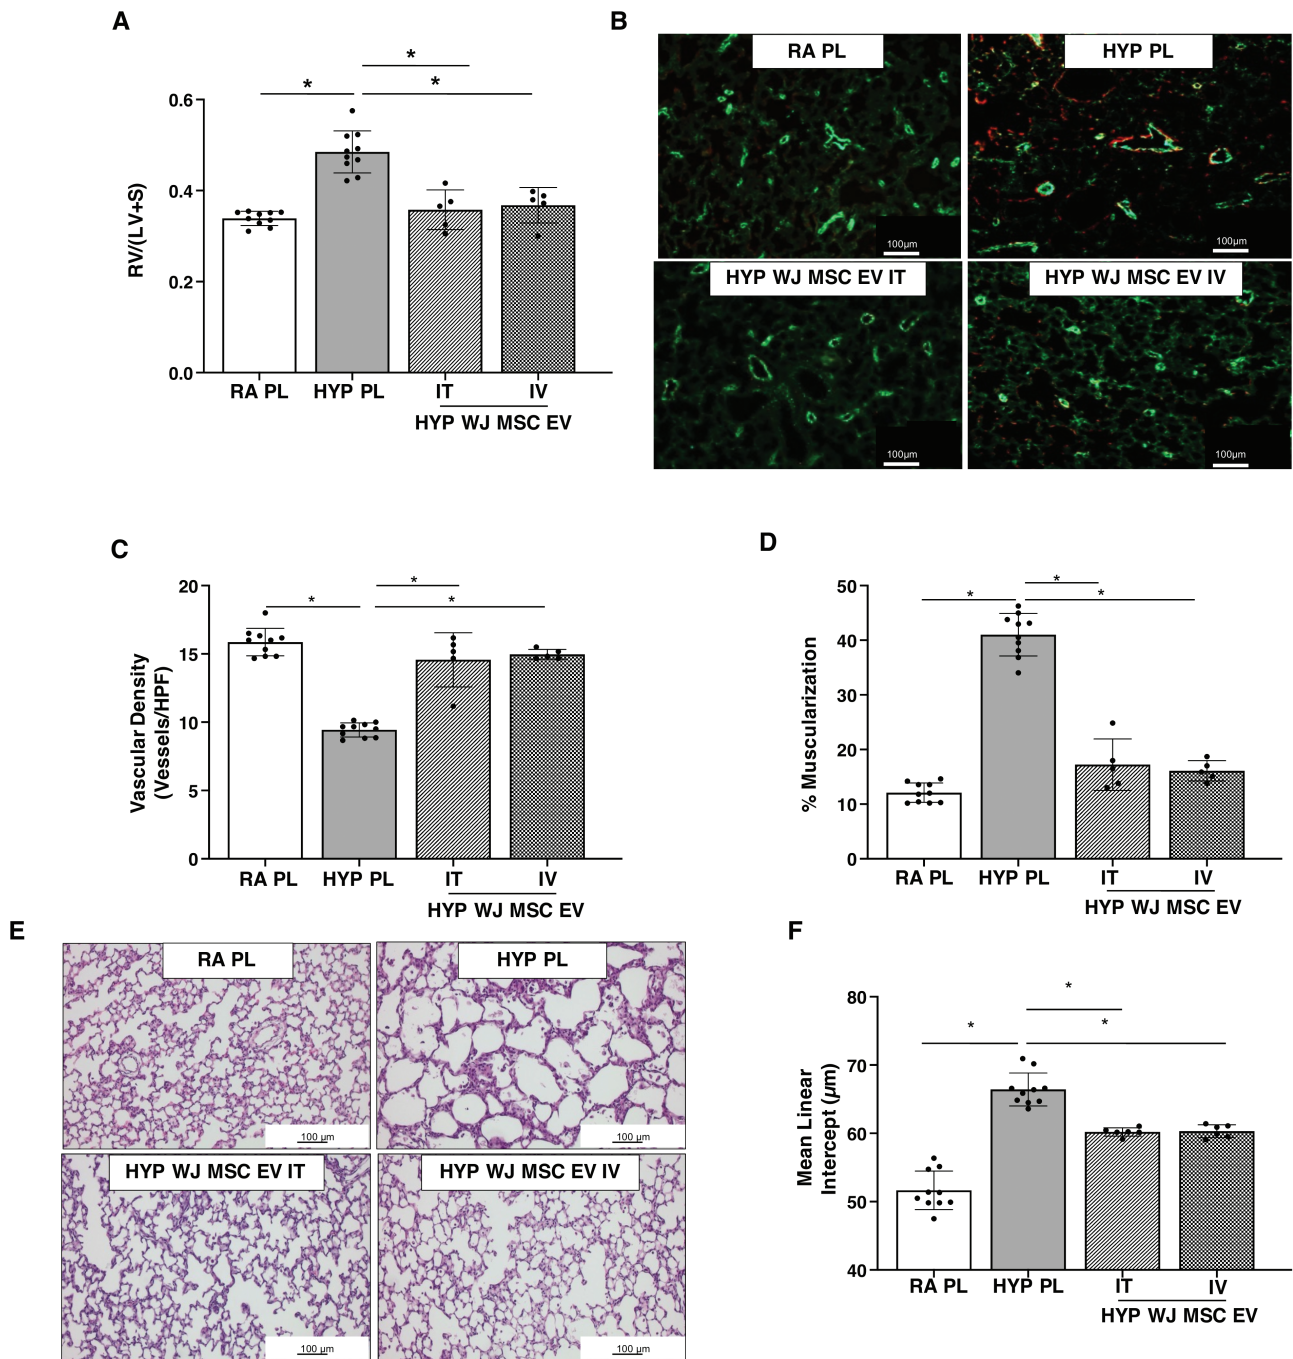 A
*
*
*
0.6
0.4
0.2
0.0
RV/(LV+S)
RA PL
HYP PL
IT
IV
HYP WJ MSC EV
B
RA PL
HYP PL
100µm
100µm
HYP WJ MSC EV IT
HYP WJ MSC EV IV
100µm
100µm
C
*
*
*
20
15
10
5
0
Vascular Density
(Vessels/HPF)
RA PL
HYP PL
IT
IV
HYP WJ MSC EV
D
*
*
*
50
40
30
20
10
0
% Muscularization
RA PL
HYP PL
IT
IV
HYP WJ MSC EV
E
RA PL
HYP PL
100 µm
100 µm
HYP WJ MSC EV IT
HYP WJ MSC EV IV
100 µm
100 µm
F
*
*
*
80
70
60
50
40
Mean Linear
Intercept (µm)
RA PL
HYP PL
IT
IV
HYP WJ MSC EV